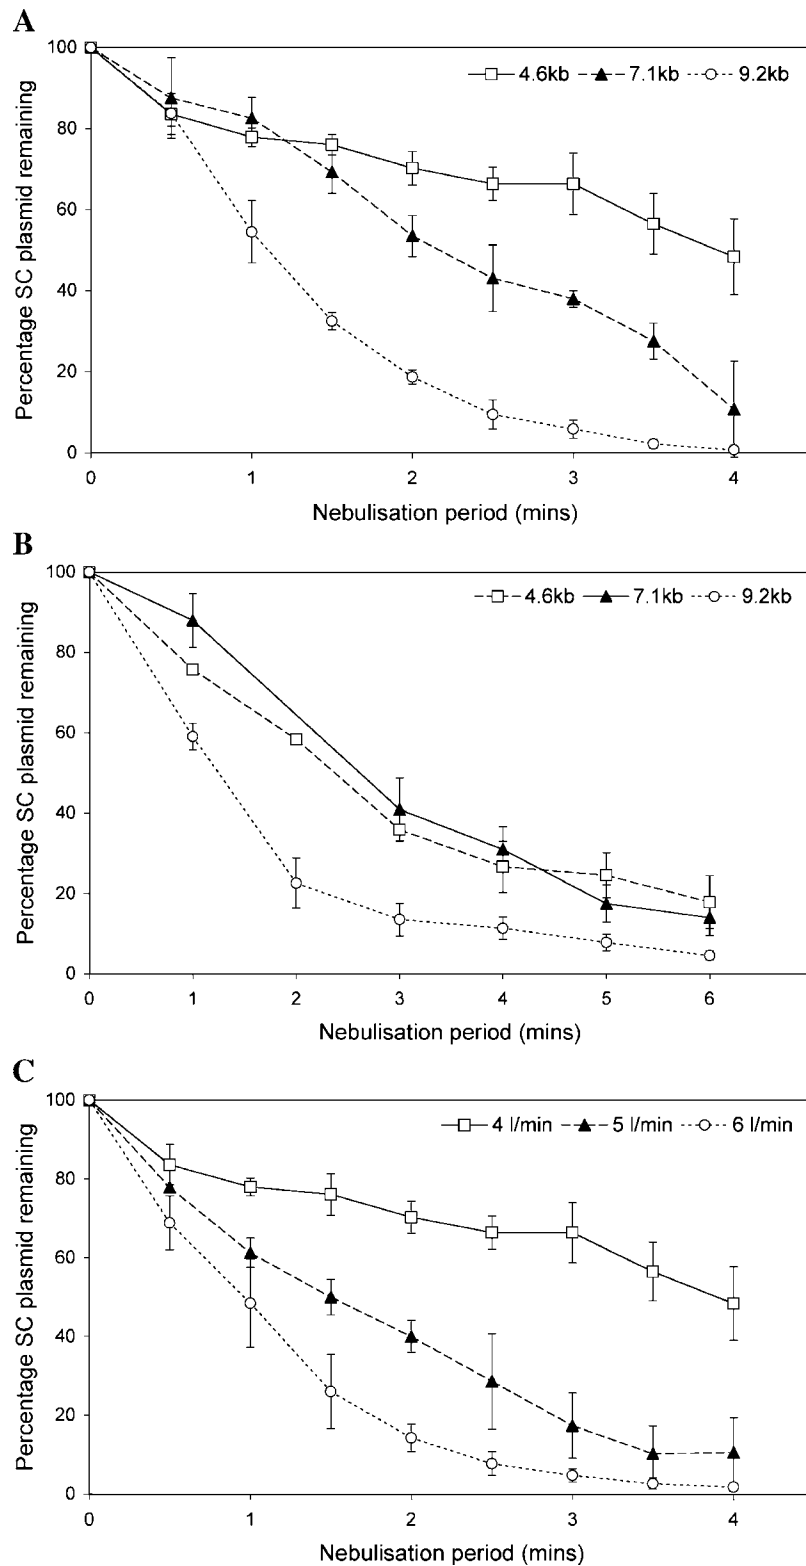 A
100
4.6kb 7.1kb 9.2kb
80
60
40
20
0
Percentage SC plasmid remaining
0 1 2 3 4
Nebulisation period (mins)
B
100
4.6kb 7.1kb 9.2kb
80
60
40
20
0
Percentage SC plasmid remaining
0 1 2 3 4 5 6
Nebulisation period (mins)
C
100
4 l/min 5 l/min 6 l/min
80
60
40
20
0
Percentage SC plasmid remaining
0 1 2 3 4
Nebulisation period (mins)